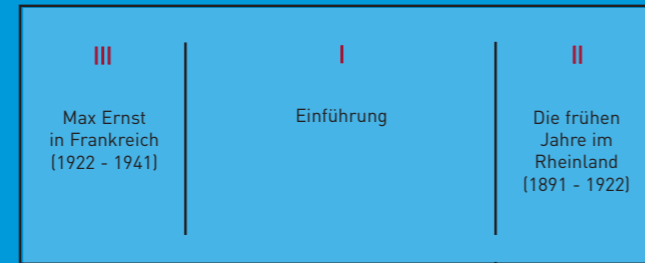 III
Max Ernst
in Frankreich
(1922 - 1941)
I
Einführung
II
Die frühen
Jahre im
Rheinland
(1891 - 1922)